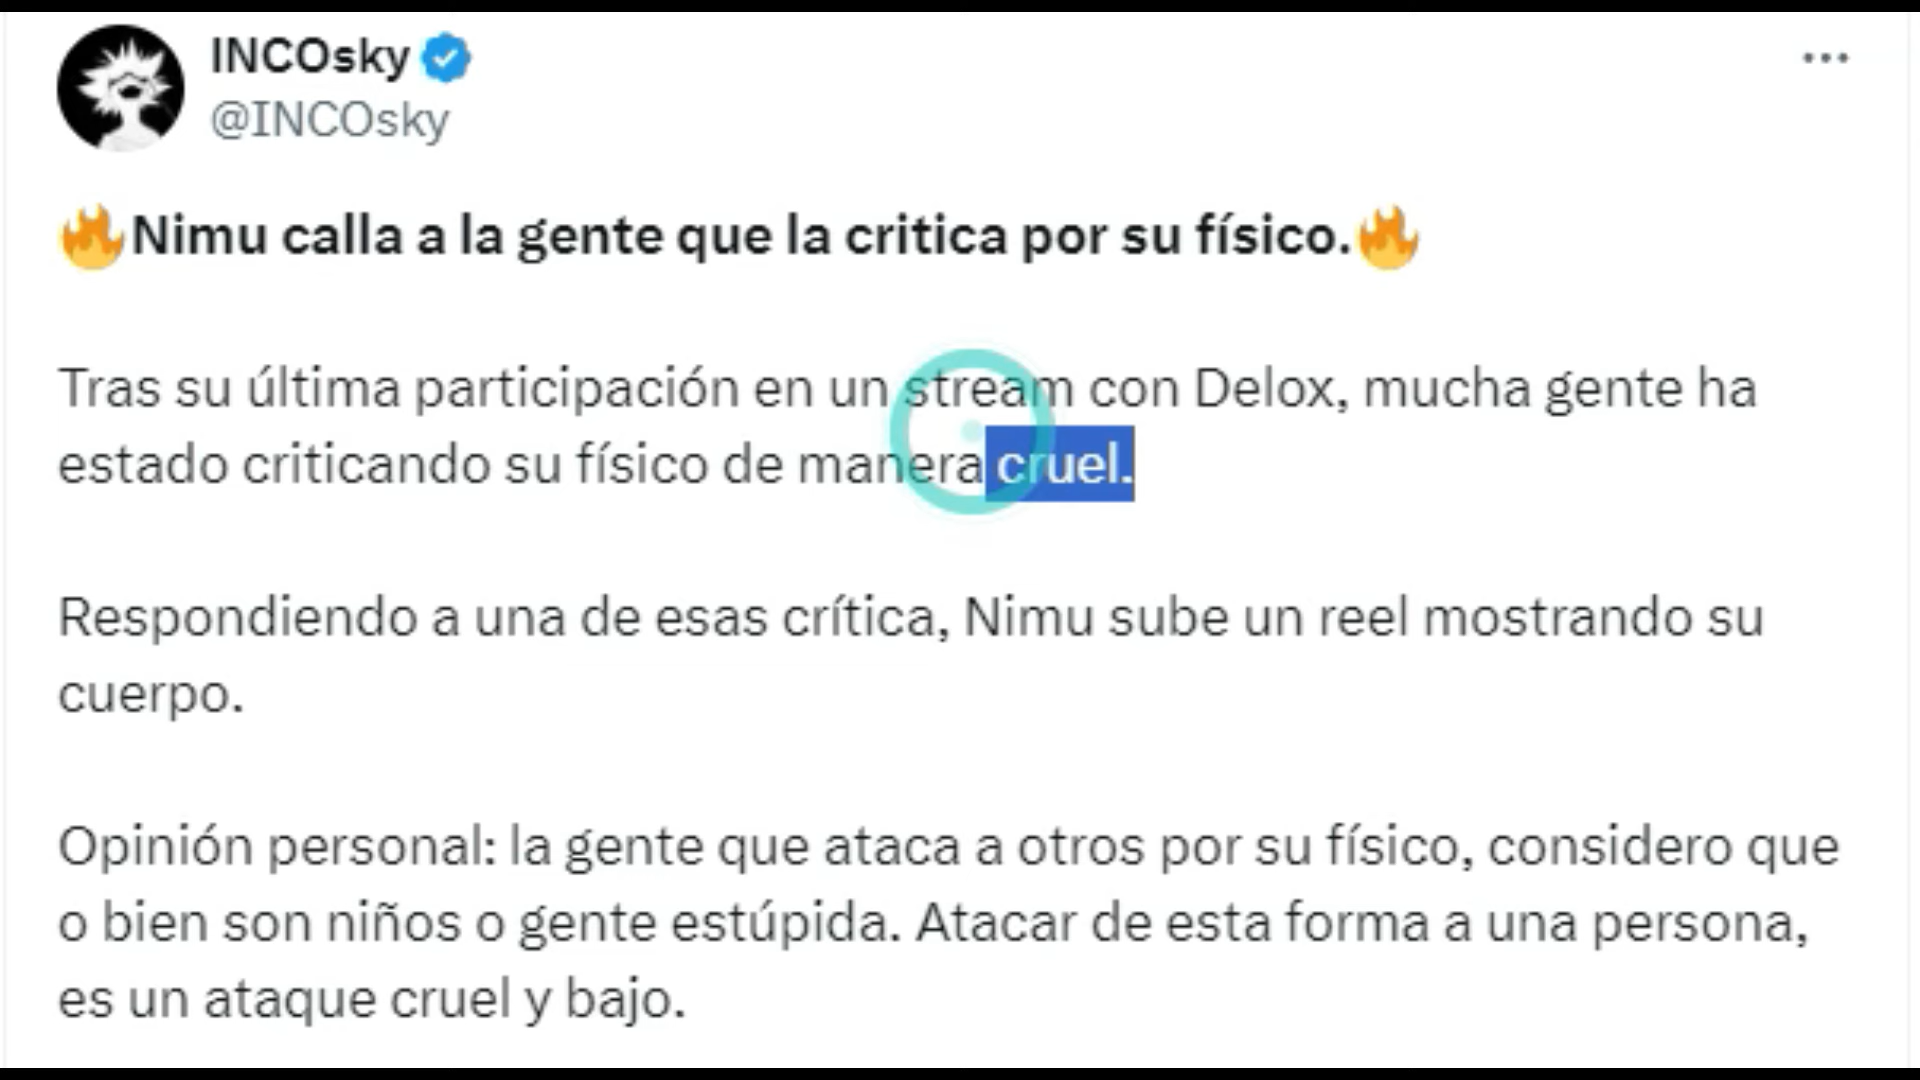 INCOsky
@INCOsky
🔥Nimu calla a la gente que la critica por su físico.🔥
Tras su última participación en un stream con Delox, mucha gente ha
estado criticando su físico de manera cruel.
Respondiendo a una de esas crítica, Nimu sube un reel mostrando su
cuerpo.
Opinión personal: la gente que ataca a otros por su físico, considero que
o bien son niños o gente estúpida. Atacar de esta forma a una persona,
es un ataque cruel y bajo.